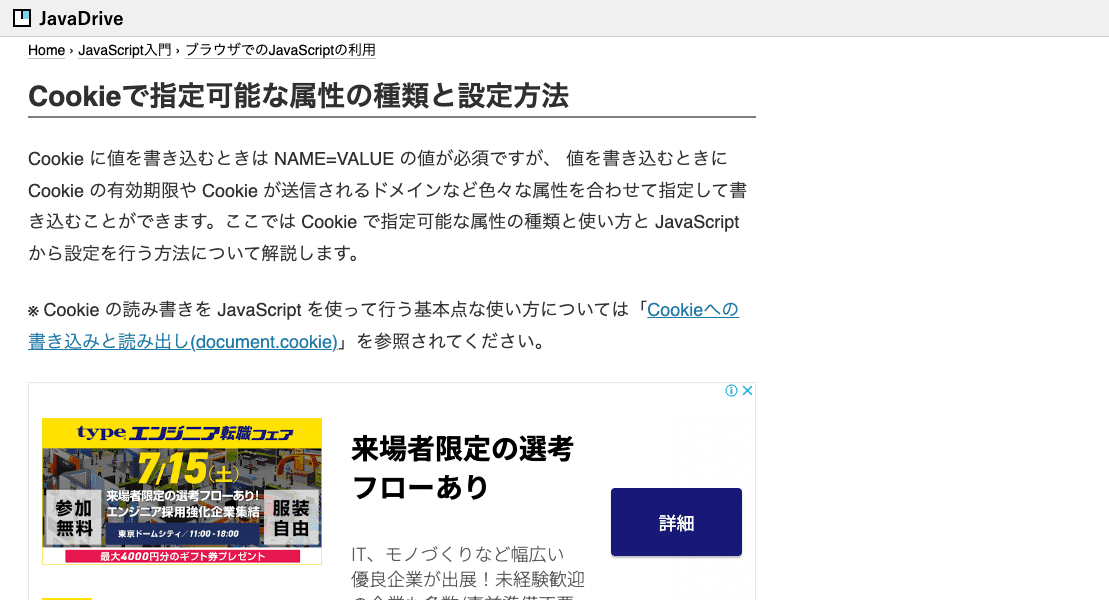 JavaDrive
Home › JavaScript入門 › ブラウザでのJavaScriptの利用
Cookieで指定可能な属性の種類と設定方法
Cookie に値を書き込むときは NAME=VALUE の値が必須ですが、 値を書き込むときに
Cookie の有効期限や Cookie が送信されるドメインなど色々な属性を合わせて指定して書
き込むことができます。ここでは Cookie で指定可能な属性の種類と使い方と JavaScript
から設定を行う方法について解説します。
※ Cookie の読み書きを JavaScript を使って行う基本点な使い方については「Cookieへの
書き込みと読み出し(document.cookie)」を参照されてください。
type エンジニア転職フェア
7/15(土)
来場者限定の選考フローあり!
エンジニア採用強化企業集結
参加
無料
服装
自由
東京ドームシティ/11:00-18:00
最大4000円分のギフト券プレゼント
来場者限定の選考
フローあり
詳細
IT、モノづくりなど幅広い
優良企業が出展！未経験歓迎